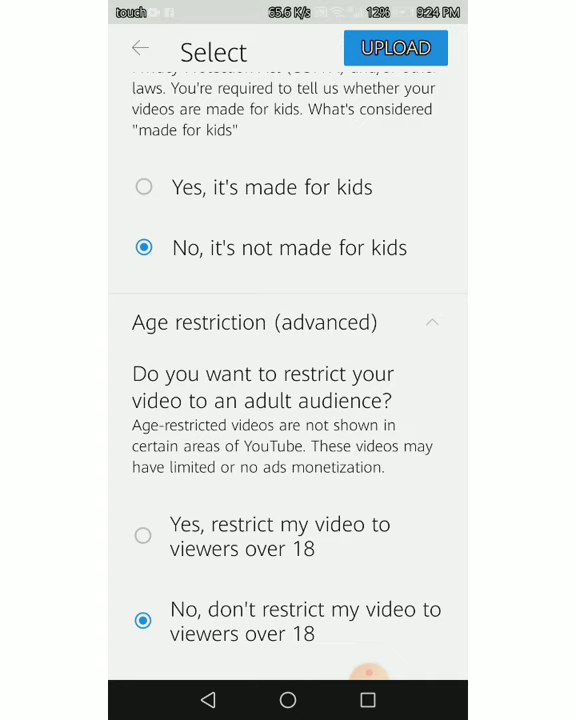 touch 65.6 K/s 12% 9:24 PM
Select UPLOAD
laws. You're required to tell us whether your
videos are made for kids. What's considered
"made for kids"
Yes, it's made for kids
No, it's not made for kids
Age restriction (advanced)
Do you want to restrict your
video to an adult audience?
Age-restricted videos are not shown in
certain areas of YouTube. These videos may
have limited or no ads monetization.
Yes, restrict my video to
viewers over 18
No, don't restrict my video to
viewers over 18